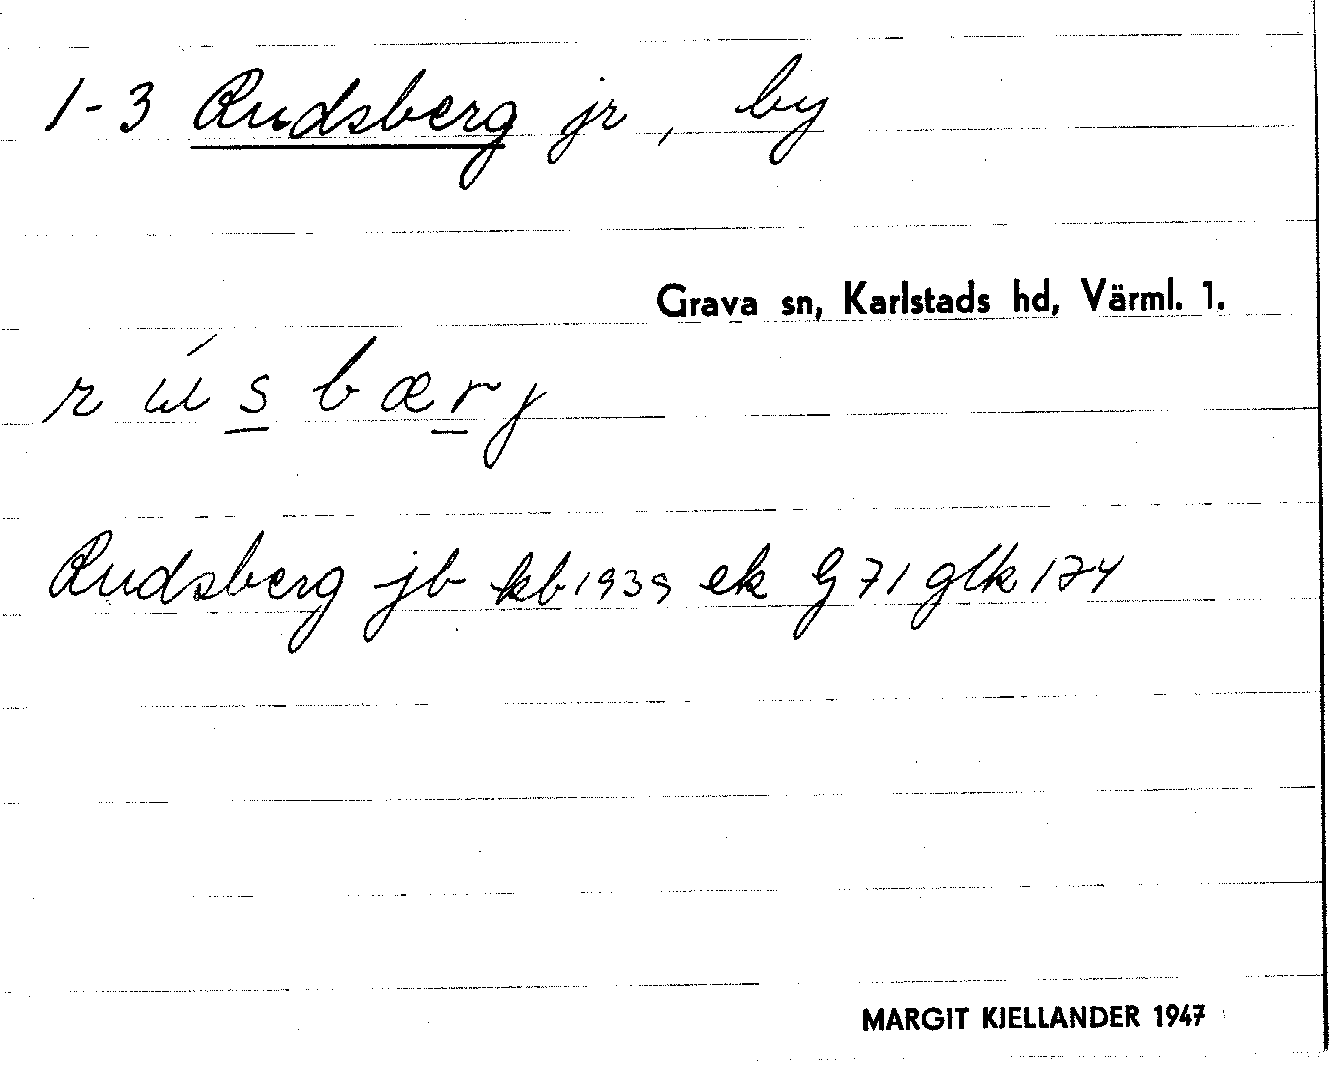 1-3 Rudsberg jr, by
Grava sn, Karlstads hd, Värml. 1.
r ú s b æ r j
Rudsberg jb kb 1939 ek G 71 glk 174
MARGIT KJELLANDER 1947